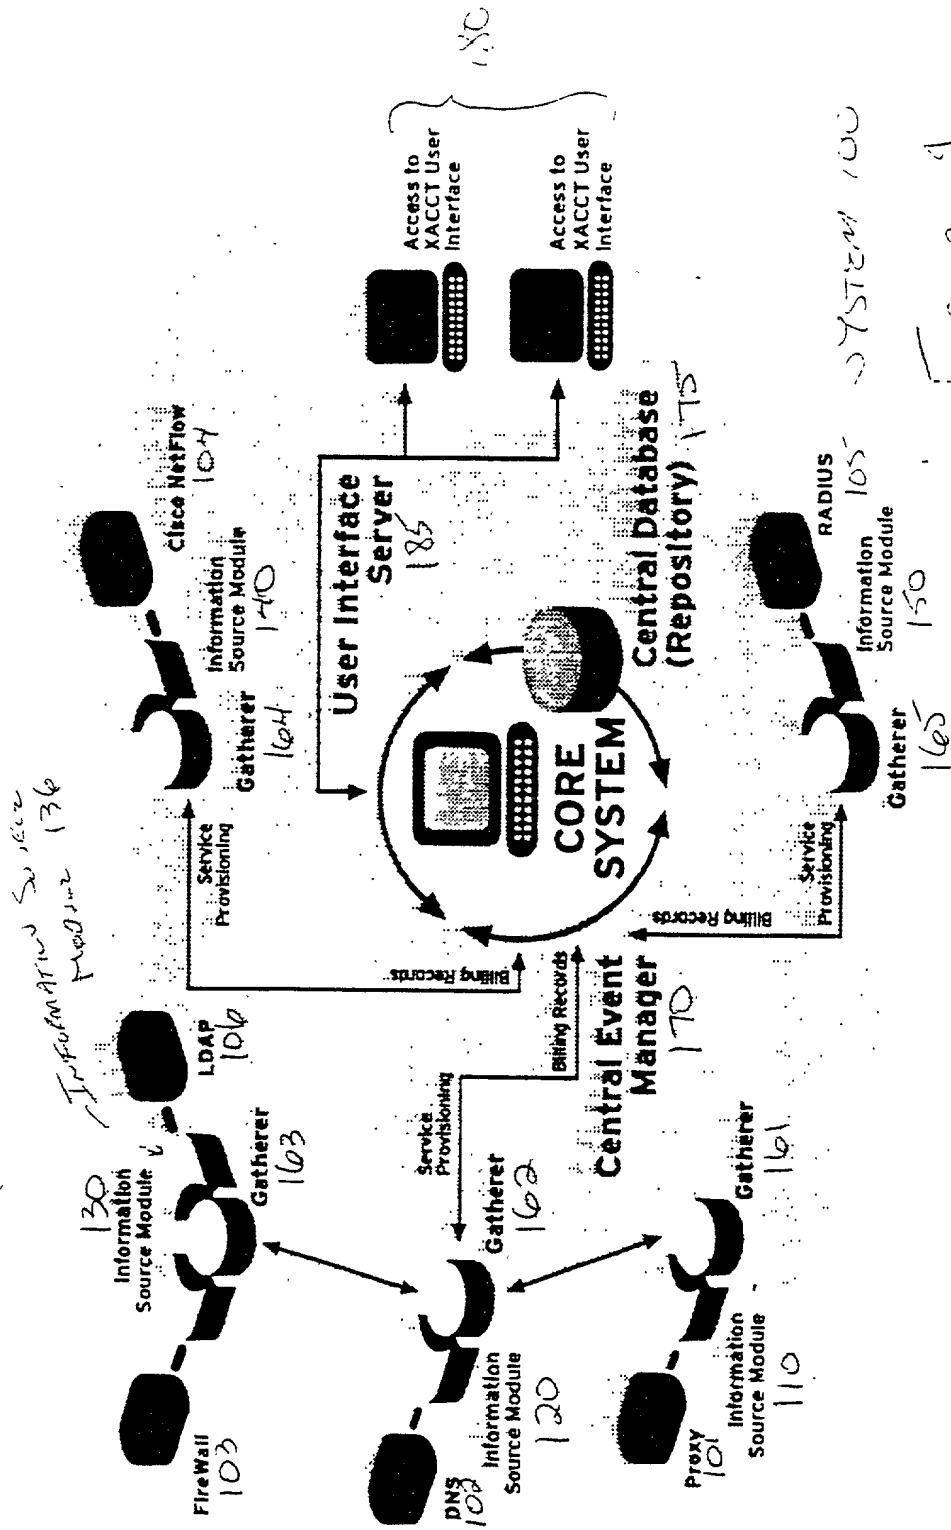 FireWall
103
130
Information
Source Module
Gatherer
163
LDAP
106
136
DNS
102
Information
Source Module
120
Gatherer
162
Proxy
101
Information
Source Module
110
Gatherer
161
Service
Provisioning
Billing Records
Service
Provisioning
Billing Records
Service
Provisioning
Billing Records
Central Event
Manager
170
CORE
SYSTEM
Gatherer
164
Information
Source Module
140
Cisco NetFlow
104
User Interface
Server
185
Central Database
(Repository) 175
Access to
XACCT User
Interface
Access to
XACCT User
Interface
180
Gatherer
165
Information
Source Module
150
RADIUS
105
SYSTEM 100